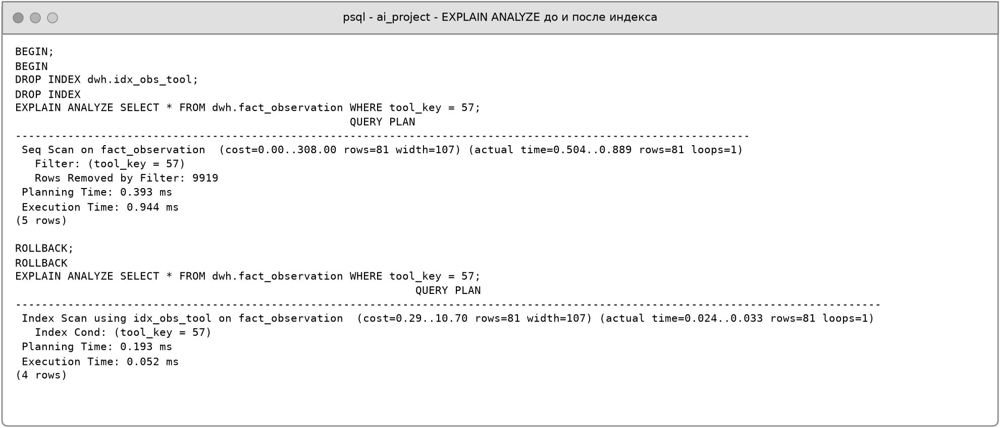 psql - ai_project - EXPLAIN ANALYZE до и после индекса
BEGIN;
BEGIN
DROP INDEX dwh.idx_obs_tool;
DROP INDEX
EXPLAIN ANALYZE SELECT * FROM dwh.fact_observation WHERE tool_key = 57;
                                                   QUERY PLAN
----------------------------------------------------------------------------------------------------------------
 Seq Scan on fact_observation  (cost=0.00..308.00 rows=81 width=107) (actual time=0.504..0.889 rows=81 loops=1)
   Filter: (tool_key = 57)
   Rows Removed by Filter: 9919
 Planning Time: 0.393 ms
 Execution Time: 0.944 ms
(5 rows)

ROLLBACK;
ROLLBACK
EXPLAIN ANALYZE SELECT * FROM dwh.fact_observation WHERE tool_key = 57;
                                                             QUERY PLAN
------------------------------------------------------------------------------------------------------------------------------------
 Index Scan using idx_obs_tool on fact_observation  (cost=0.29..10.70 rows=81 width=107) (actual time=0.024..0.033 rows=81 loops=1)
   Index Cond: (tool_key = 57)
 Planning Time: 0.193 ms
 Execution Time: 0.052 ms
(4 rows)